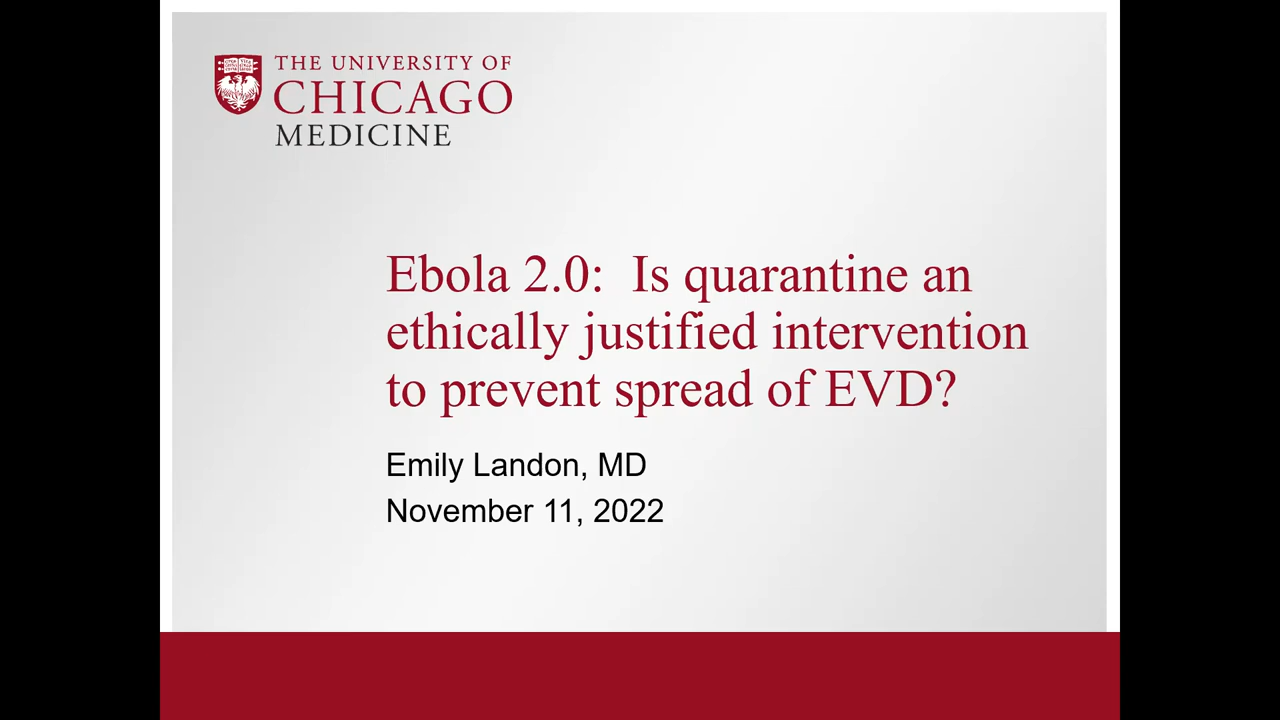 THE UNIVERSITY OF
CHICAGO
MEDICINE
Ebola 2.0:  Is quarantine an
ethically justified intervention
to prevent spread of EVD?
Emily Landon, MD
November 11, 2022